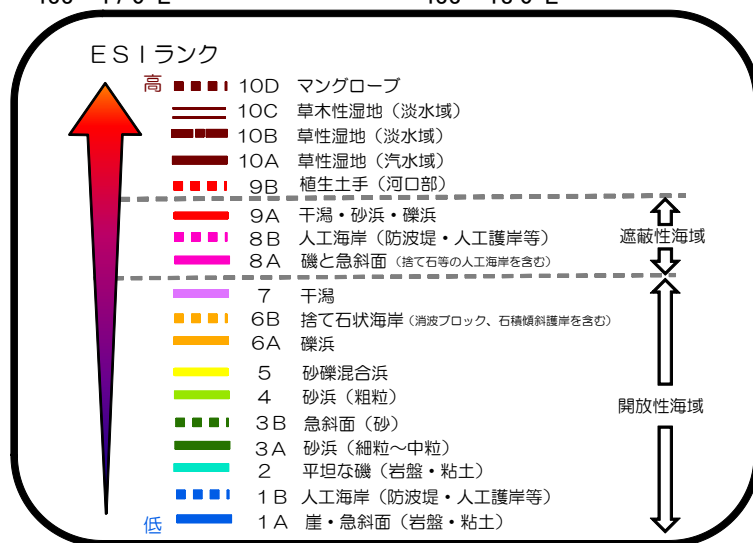 ESIランク
高 10D マングローブ
10C 草木性湿地（淡水域）
10B 草性湿地（淡水域）
10A 草性湿地（汽水域）
9B 植生土手（河口部）
9A 干潟・砂浜・礫浜
8B 人工海岸（防波堤・人工護岸等）
遮蔽性海域
8A 磯と急斜面（捨て石等の人工海岸を含む）
7 干潟
6B 捨て石状海岸（消波ブロック、石積傾斜護岸を含む）
6A 礫浜
5 砂礫混合浜
4 砂浜（粗粒）
開放性海域
3B 急斜面（砂）
3A 砂浜（細粒～中粒）
2 平坦な磯（岩盤・粘土）
1B 人工海岸（防波堤・人工護岸等）
低 1A 崖・急斜面（岩盤・粘土）